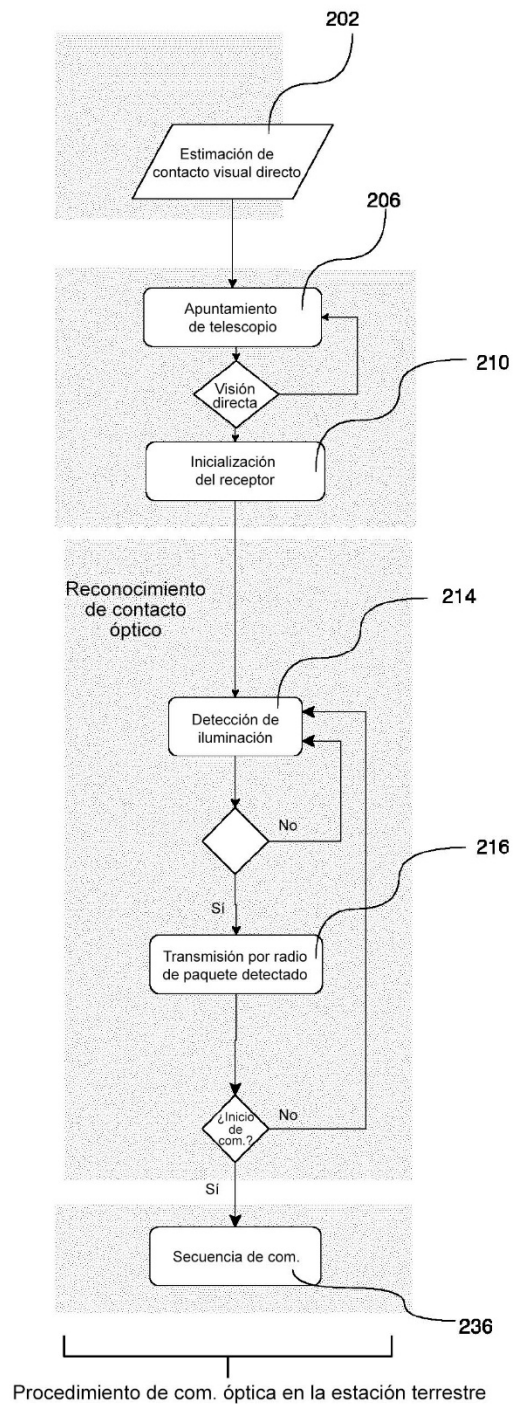 202
Estimación de
contacto visual directo
206
Apuntamiento
de telescopio
210
Visión
directa
Inicialización
del receptor
Reconocimiento
de contacto
óptico
214
Detección de
iluminación
No
216
Sí
Transmisión por radio
de paquete detectado
¿Inicio
de
com.?
No
Sí
Secuencia de com.
236
Procedimiento de com. óptica en la estación terrestre